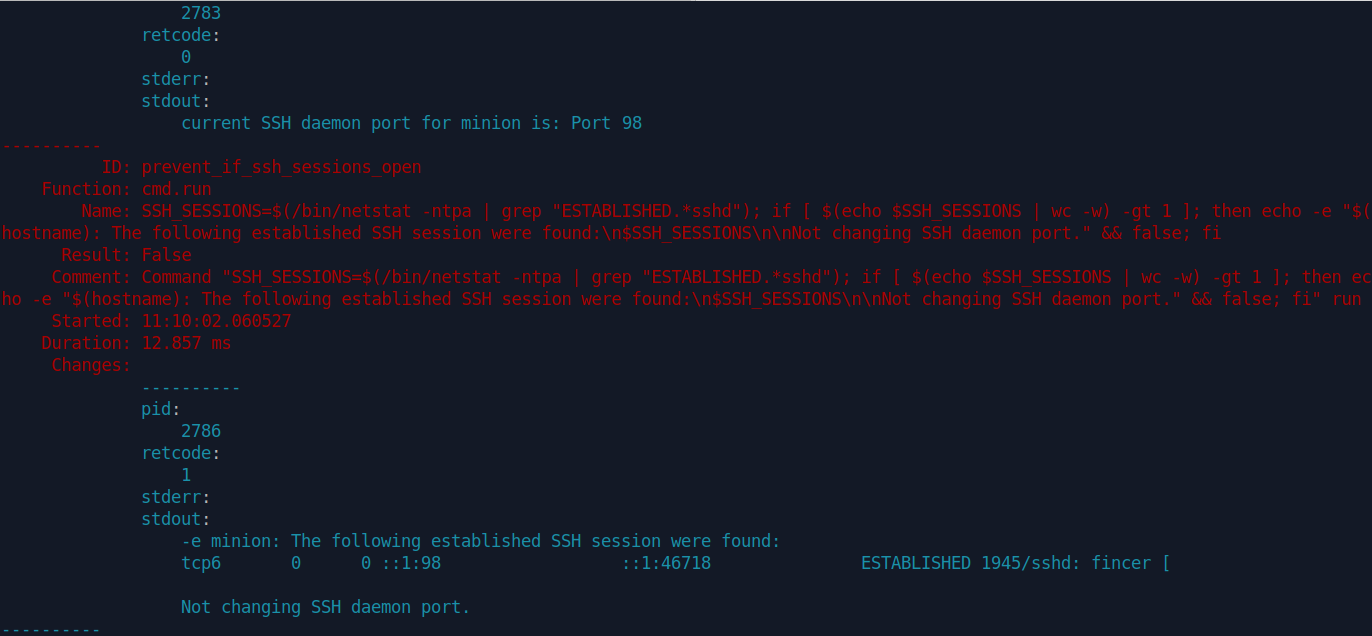 2783
retcode:
0
stderr:
stdout:
current SSH daemon port for minion is: Port 98
----------
ID: prevent_if_ssh_sessions_open
Function: cmd.run
Name: SSH_SESSIONS=$(/bin/netstat -ntpa | grep "ESTABLISHED.*sshd"); if [ $(echo $SSH_SESSIONS | wc -w) -gt 1 ]; then echo -e "$(
hostname): The following established SSH session were found:\n$SSH_SESSIONS\n\nNot changing SSH daemon port." && false; fi
Result: False
Comment: Command "SSH_SESSIONS=$(/bin/netstat -ntpa | grep "ESTABLISHED.*sshd"); if [ $(echo $SSH_SESSIONS | wc -w) -gt 1 ]; then ec
ho -e "$(hostname): The following established SSH session were found:\n$SSH_SESSIONS\n\nNot changing SSH daemon port." && false; fi" run
Started: 11:10:02.060527
Duration: 12.857 ms
Changes:
----------
pid:
2786
retcode:
1
stderr:
stdout:
-e minion: The following established SSH session were found:
tcp6       0      0 ::1:98                  ::1:46718               ESTABLISHED 1945/sshd: fincer [
Not changing SSH daemon port.
----------